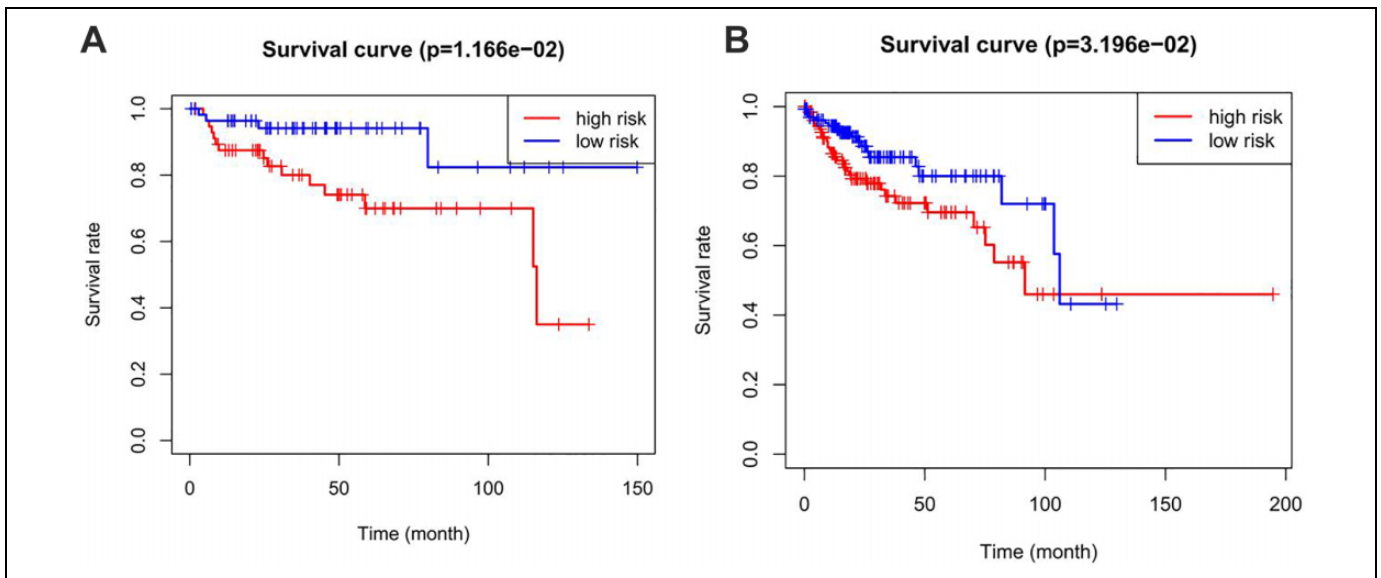 A
Survival curve (p=1.166e−02)
high risk
low risk
Survival rate
0.0
0.2
0.4
0.6
0.8
1.0
0
50
100
150
Time (month)
B
Survival curve (p=3.196e−02)
high risk
low risk
Survival rate
0.0
0.2
0.4
0.6
0.8
1.0
0
50
100
150
200
Time (month)